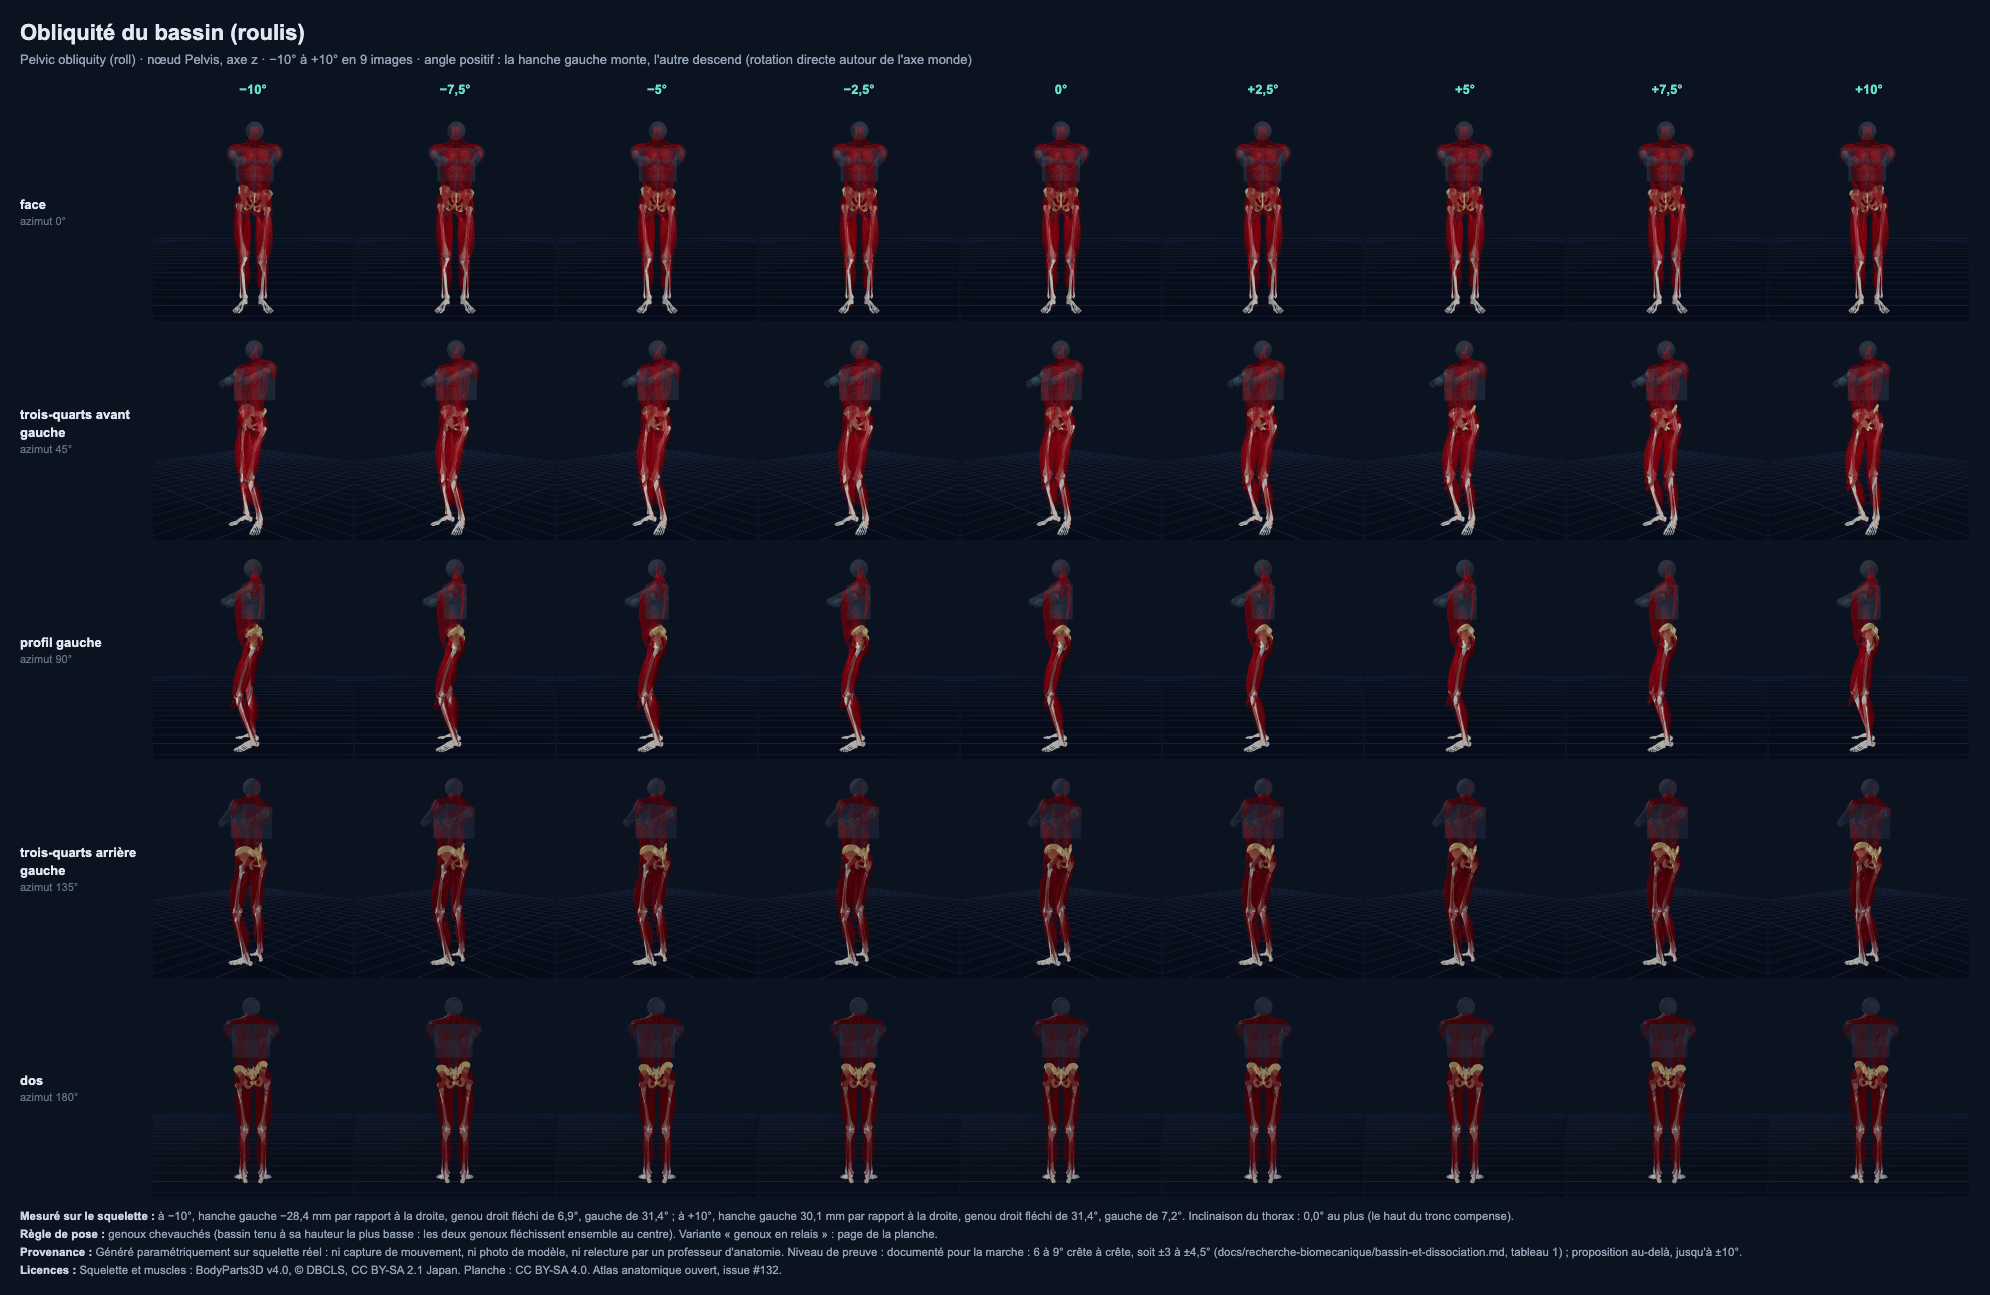 Obliquité du bassin (roulis)
Pelvic obliquity (roll) · nœud Pelvis, axe z · −10° à +10° en 9 images · angle positif : la hanche gauche monte, l'autre descend (rotation directe autour de l'axe monde)
−10° −7,5° −5° −2,5° 0° +2,5° +5° +7,5° +10°
face
azimut 0°
trois-quarts avant
gauche
azimut 45°
profil gauche
azimut 90°
trois-quarts arrière
gauche
azimut 135°
dos
azimut 180°
Mesuré sur le squelette : à −10°, hanche gauche −28,4 mm par rapport à la droite, genou droit fléchi de 6,9°, gauche de 31,4° ; à +10°, hanche gauche 30,1 mm par rapport à la droite, genou droit fléchi de 31,4°, gauche de 7,2°. Inclinaison du thorax : 0,0° au plus (le haut du tronc compense).
Règle de pose : genoux chevauchés (bassin tenu à sa hauteur la plus basse : les deux genoux fléchissent ensemble au centre). Variante « genoux en relais » : page de la planche.
Provenance : Généré paramétriquement sur squelette réel : ni capture de mouvement, ni photo de modèle, ni relecture par un professeur d'anatomie. Niveau de preuve : documenté pour la marche : 6 à 9° crête à crête, soit ±3 à ±4,5° (docs/recherche-biomecanique/bassin-et-dissociation.md, tableau 1) ; proposition au-delà, jusqu'à ±10°.
Licences : Squelette et muscles : BodyParts3D v4.0, © DBCLS, CC BY-SA 2.1 Japan. Planche : CC BY-SA 4.0. Atlas anatomique ouvert, issue #132.